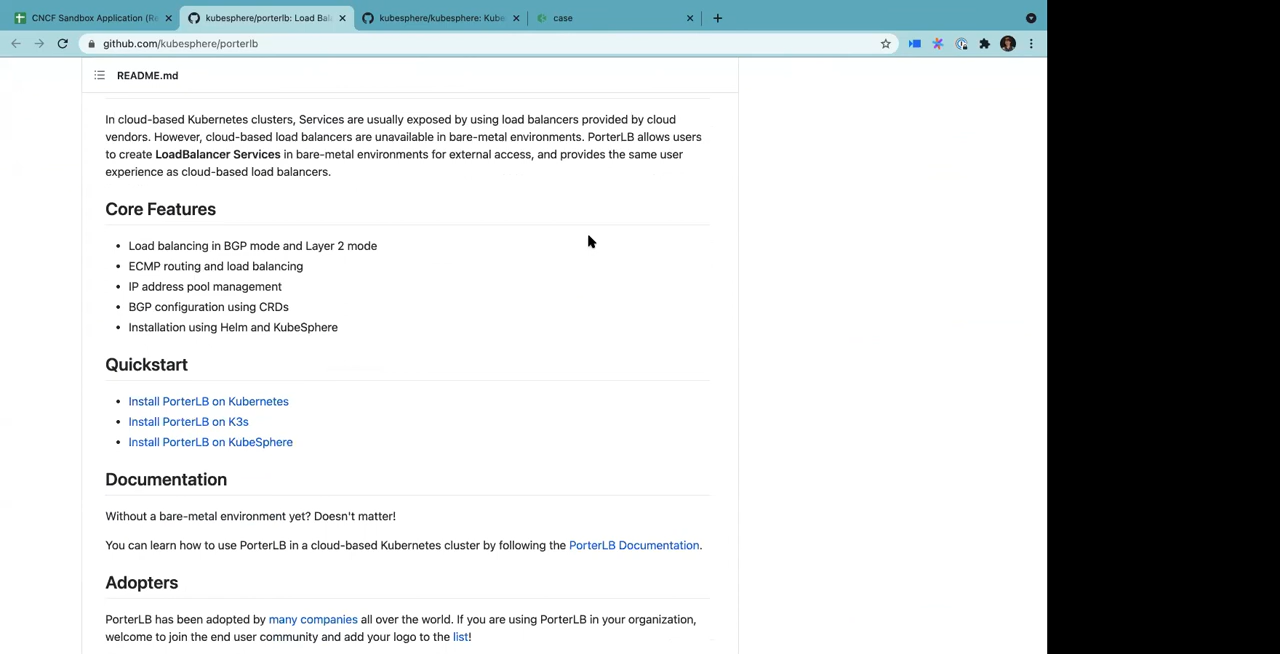 CNCF Sandbox Application (Re
kubesphere/porterlb: Load Bal
kubesphere/kubesphere: Kube
case
github.com/kubesphere/porterlb
README.md
In cloud-based Kubernetes clusters, Services are usually exposed by using load balancers provided by cloud
vendors. However, cloud-based load balancers are unavailable in bare-metal environments. PorterLB allows users
to create LoadBalancer Services in bare-metal environments for external access, and provides the same user
experience as cloud-based load balancers.
Core Features
• Load balancing in BGP mode and Layer 2 mode
• ECMP routing and load balancing
• IP address pool management
• BGP configuration using CRDs
• Installation using Helm and KubeSphere
Quickstart
• Install PorterLB on Kubernetes
• Install PorterLB on K3s
• Install PorterLB on KubeSphere
Documentation
Without a bare-metal environment yet? Doesn't matter!
You can learn how to use PorterLB in a cloud-based Kubernetes cluster by following the PorterLB Documentation.
Adopters
PorterLB has been adopted by many companies all over the world. If you are using PorterLB in your organization,
welcome to join the end user community and add your logo to the list!